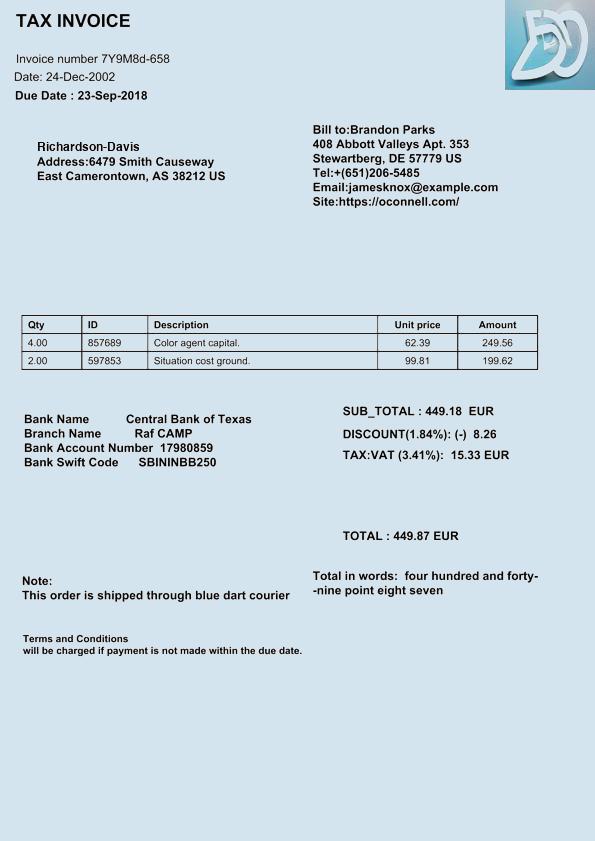 TAX INVOICE
Invoice number 7Y9M8d-658
Date: 24-Dec-2002
Due Date : 23-Sep-2018
Richardson-Davis
Address:6479 Smith Causeway
East Camerontown, AS 38212 US
Bill to:Brandon Parks
408 Abbott Valleys Apt. 353
Stewartberg, DE 57779 US
Tel:+(651)206-5485
Email:jamesknox@example.com
Site:https://oconnell.com/
Qty ID Description Unit price Amount
4.00 857689 Color agent capital. 62.39 249.56
2.00 597853 Situation cost ground. 99.81 199.62
Bank Name Central Bank of Texas
Branch Name Raf CAMP
Bank Account Number 17980859
Bank Swift Code SBININBB250
SUB_TOTAL : 449.18 EUR
DISCOUNT(1.84%): (-) 8.26
TAX:VAT (3.41%): 15.33 EUR
TOTAL : 449.87 EUR
Total in words: four hundred and forty-
-nine point eight seven
Note:
This order is shipped through blue dart courier
Terms and Conditions
will be charged if payment is not made within the due date.